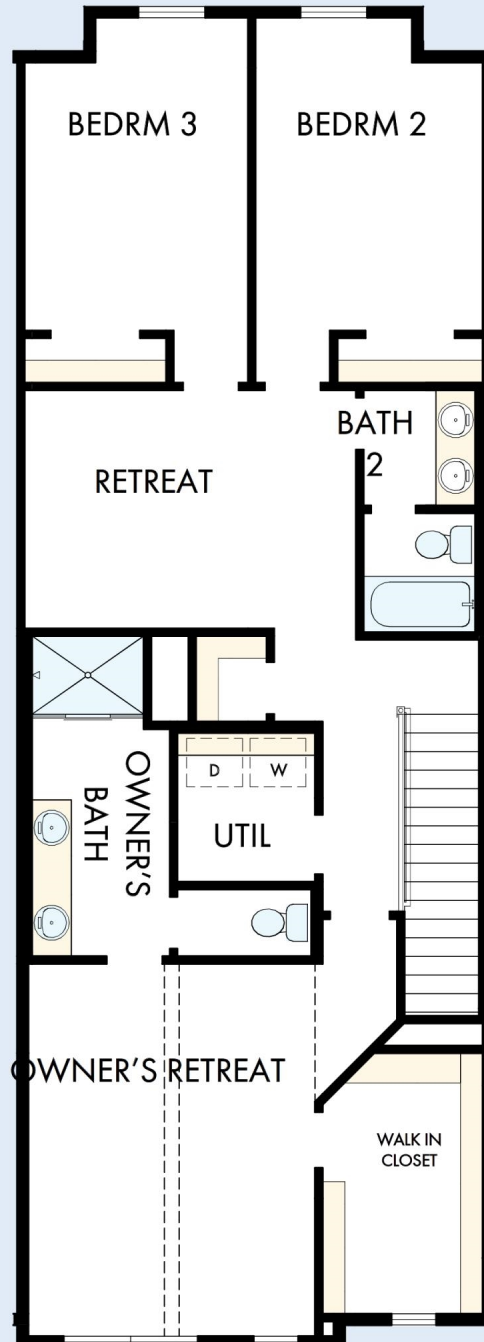 BEDRM 3
BEDRM 2
BATH
2
RETREAT
OWNER'S
BATH
D
W
UTIL
OWNER'S RETREAT
WALK IN
CLOSET